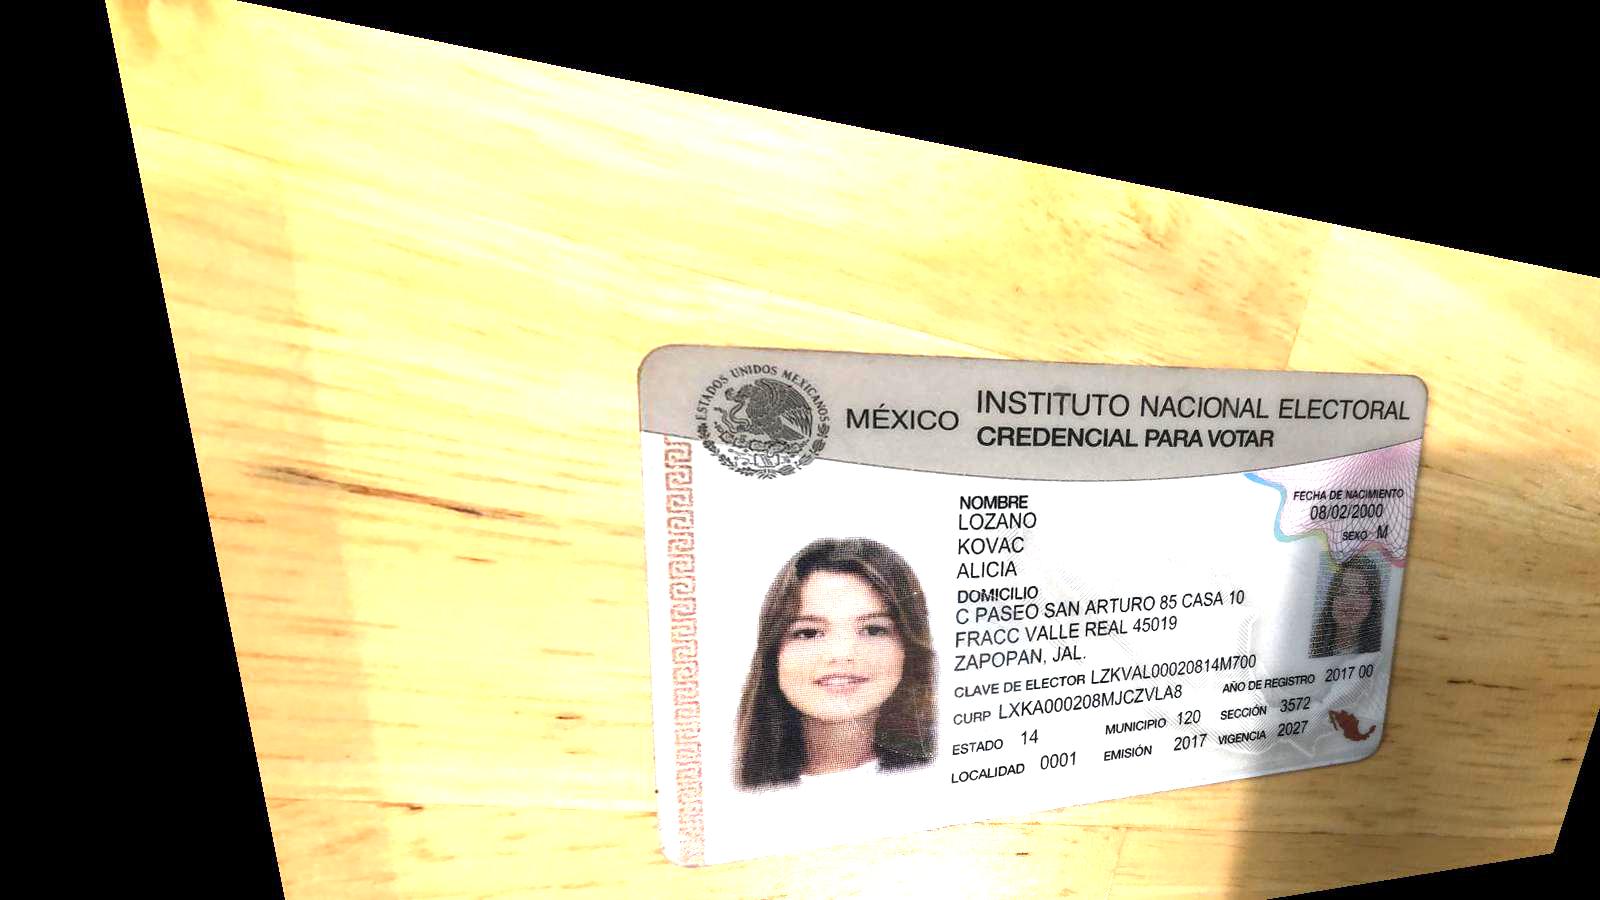 ESTADOS UNIDOS MEXICANOS
MÉXICO
INSTITUTO NACIONAL ELECTORAL
CREDENCIAL PARA VOTAR
FECHA DE NACIMIENTO
08/02/2000
SEXO M
NOMBRE
LOZANO
KOVAC
ALICIA
DOMICILIO
C PASEO SAN ARTURO 85 CASA 10
FRACC VALLE REAL 45019
ZAPOPAN, JAL.
CLAVE DE ELECTOR LZKVAL00020814M700
CURP LXKA000208MJCZVLA8 AÑO DE REGISTRO 2017 00
ESTADO 14 MUNICIPIO 120 SECCIÓN 3572
LOCALIDAD 0001 EMISIÓN 2017 VIGENCIA 2027